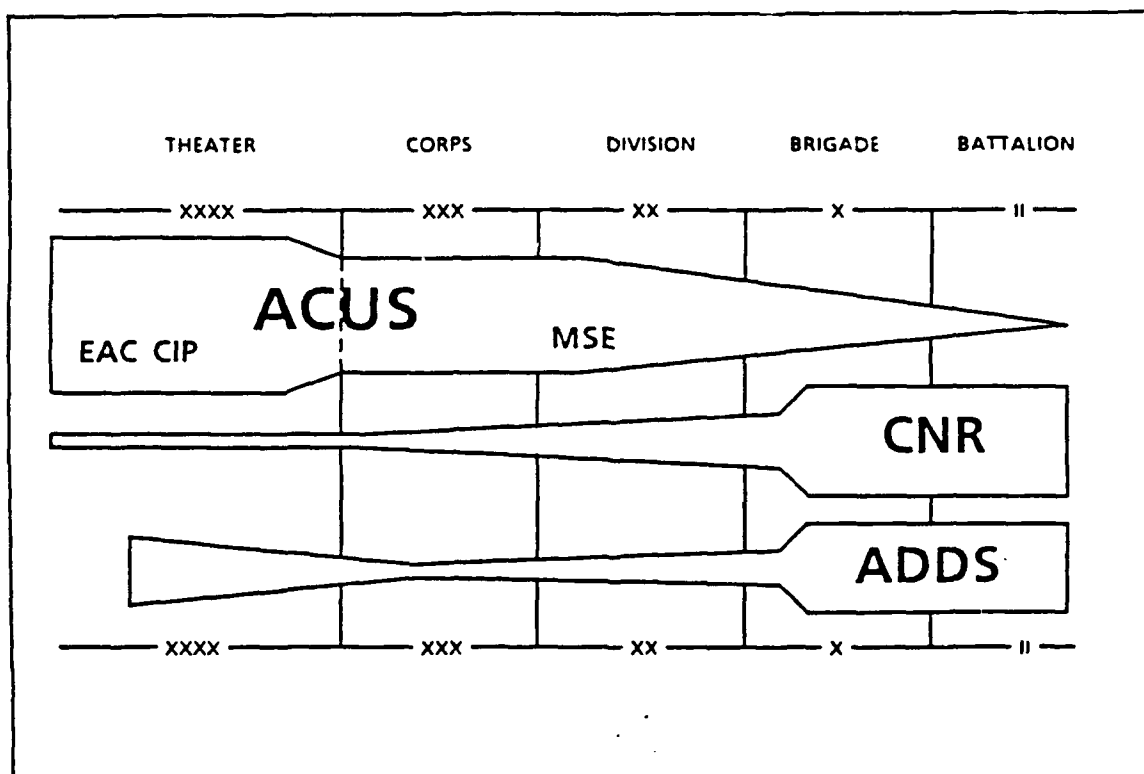 THEATER CORPS DIVISION BRIGADE BATTALION
XXXX XXX XX X II
ACUS
EAC CIP MSE
CNR
ADDS
XXXX XXX XX X II